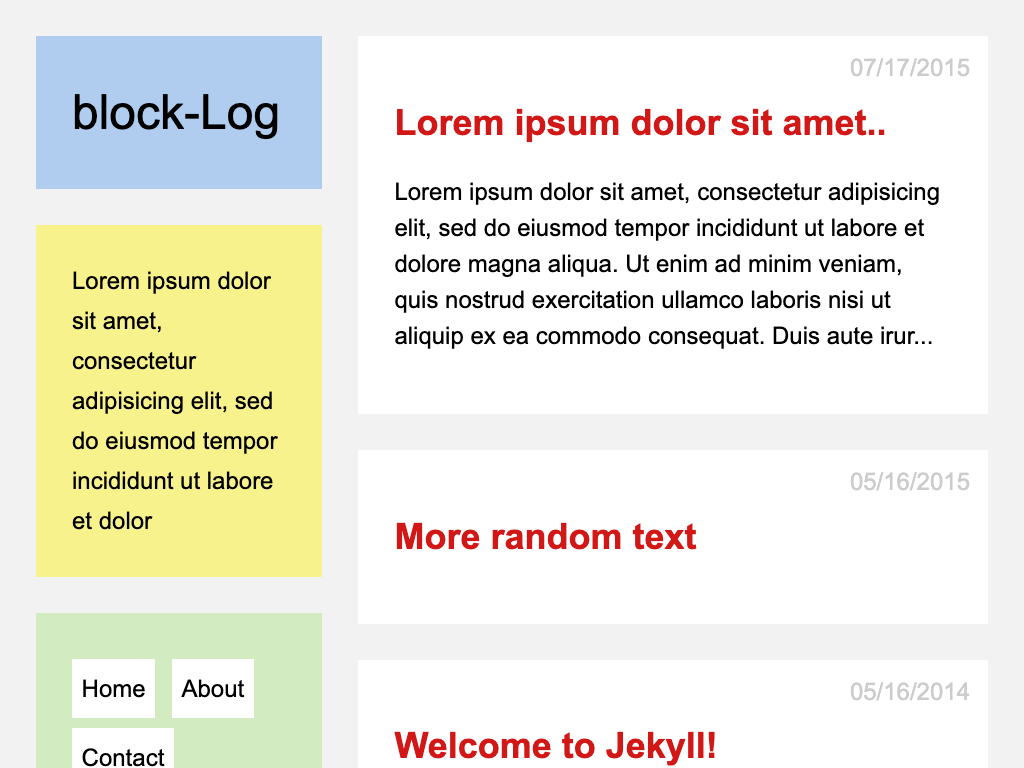 block-Log
Lorem ipsum dolor
sit amet,
consectetur
adipisicing elit, sed
do eiusmod tempor
incididunt ut labore
et dolor
Home About
Contact
07/17/2015
Lorem ipsum dolor sit amet..
Lorem ipsum dolor sit amet, consectetur adipisicing
elit, sed do eiusmod tempor incididunt ut labore et
dolore magna aliqua. Ut enim ad minim veniam,
quis nostrud exercitation ullamco laboris nisi ut
aliquip ex ea commodo consequat. Duis aute irur...
05/16/2015
More random text
05/16/2014
Welcome to Jekyll!